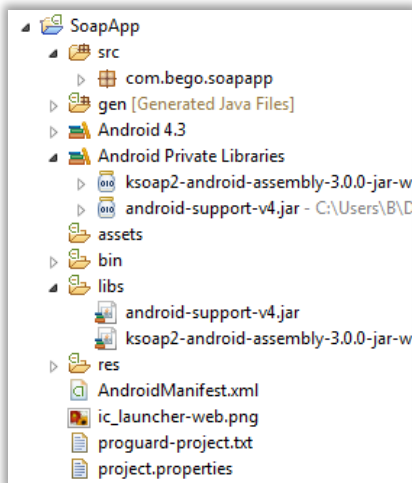 SoapApp
src
com.bego.soapapp
gen [Generated Java Files]
Android 4.3
Android Private Libraries
ksoap2-android-assembly-3.0.0-jar-w
android-support-v4.jar - C:\Users\B\D
assets
bin
libs
android-support-v4.jar
ksoap2-android-assembly-3.0.0-jar-w
res
AndroidManifest.xml
ic_launcher-web.png
proguard-project.txt
project.properties